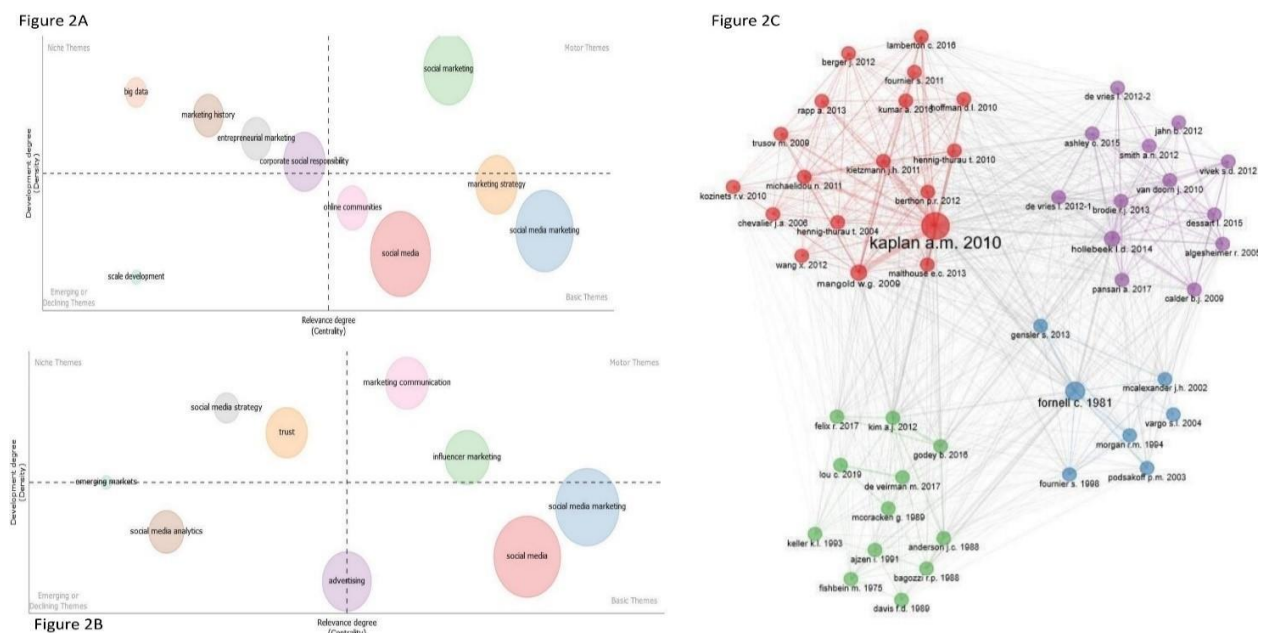 Figure 2A
Niche Themes
Motor Themes
social marketing
big data
marketing history
entrepreneurial marketing
corporate social responsibility
marketing strategy
online communities
social media marketing
social media
scale development
Emerging or
Declining Themes
Basic Themes
Relevance degree
(Centrality)
Development degree
(Density)
Niche Themes
Motor Themes
marketing communication
social media strategy
trust
influencer marketing
emerging markets
social media marketing
social media analytics
social media
advertising
Emerging or
Declining Themes
Basic Themes
Relevance degree
(Centrality)
Development degree
(Density)
Figure 2B
Figure 2C
lamberton c. 2016
berger j. 2012
fournier s. 2011
rapp a. 2013
kumar a. 2016
hoffman d.l. 2010
trusov m. 2009
hennig-thurau t. 2010
kietzmann j.h. 2011
michaelidou n. 2011
kozinets r.v. 2010
berthon p.r. 2012
chevalier j.a. 2006
hennig-thurau t. 2004
kaplan a.m. 2010
wang x. 2012
malthouse e.c. 2013
mangold w.g. 2009
de vries l. 2012-2
jahn b. 2012
ashley c. 2015
smith a.n. 2012
vivek s.d. 2012
van doorn j. 2010
de vries l. 2012-1
brodie r.j. 2013
dessart l. 2015
hollebeek l.d. 2014
algesheimer r. 2005
pansari a. 2017
calder b.j. 2009
gensler s. 2013
mcalexander j.h. 2002
fornell c. 1981
vargo s.l. 2004
morgan r.m. 1994
fournier s. 1998
podsakoff p.m. 2003
felix r. 2017
kim a.j. 2012
godey b. 2016
lou c. 2019
de veirman m. 2017
mccracken g. 1989
keller k.l. 1993
anderson j.c. 1988
ajzen i. 1991
fishbein m. 1975
bagozzi r.p. 1988
davis f.d. 1989